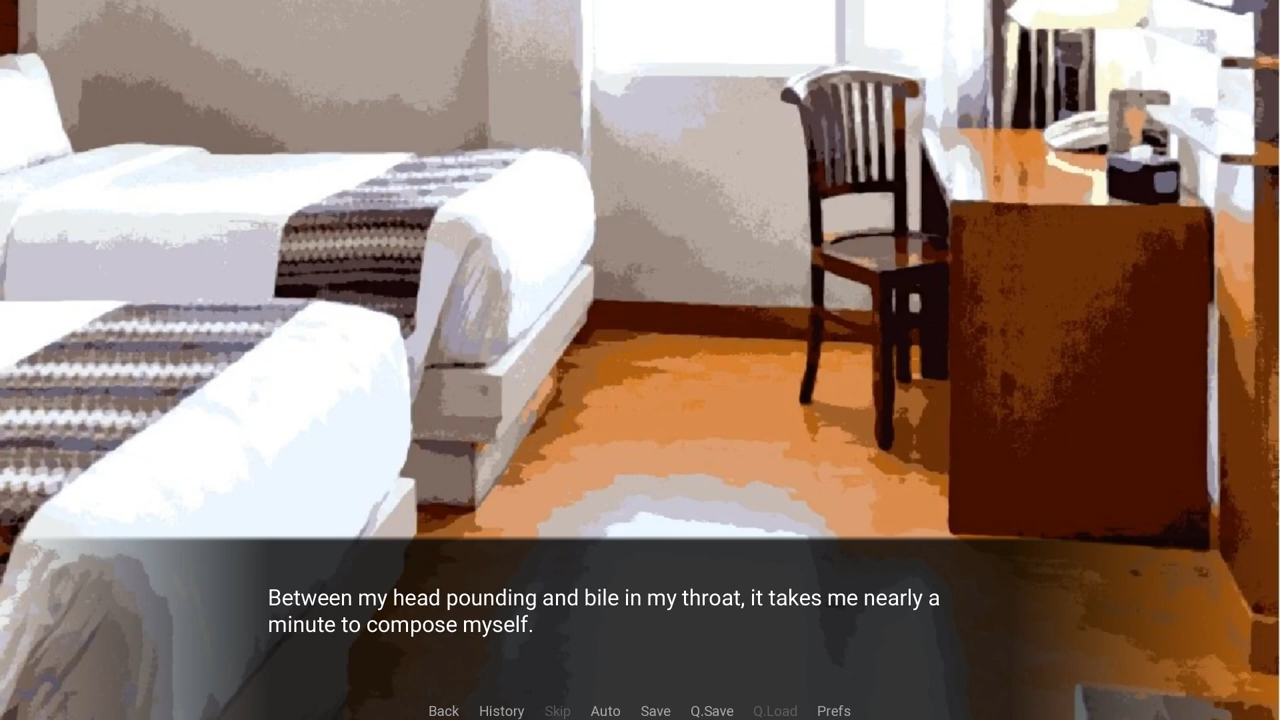 Between my head pounding and bile in my throat, it takes me nearly a
minute to compose myself.
Back History Skip Auto Save Q.Save Q.Load Prefs